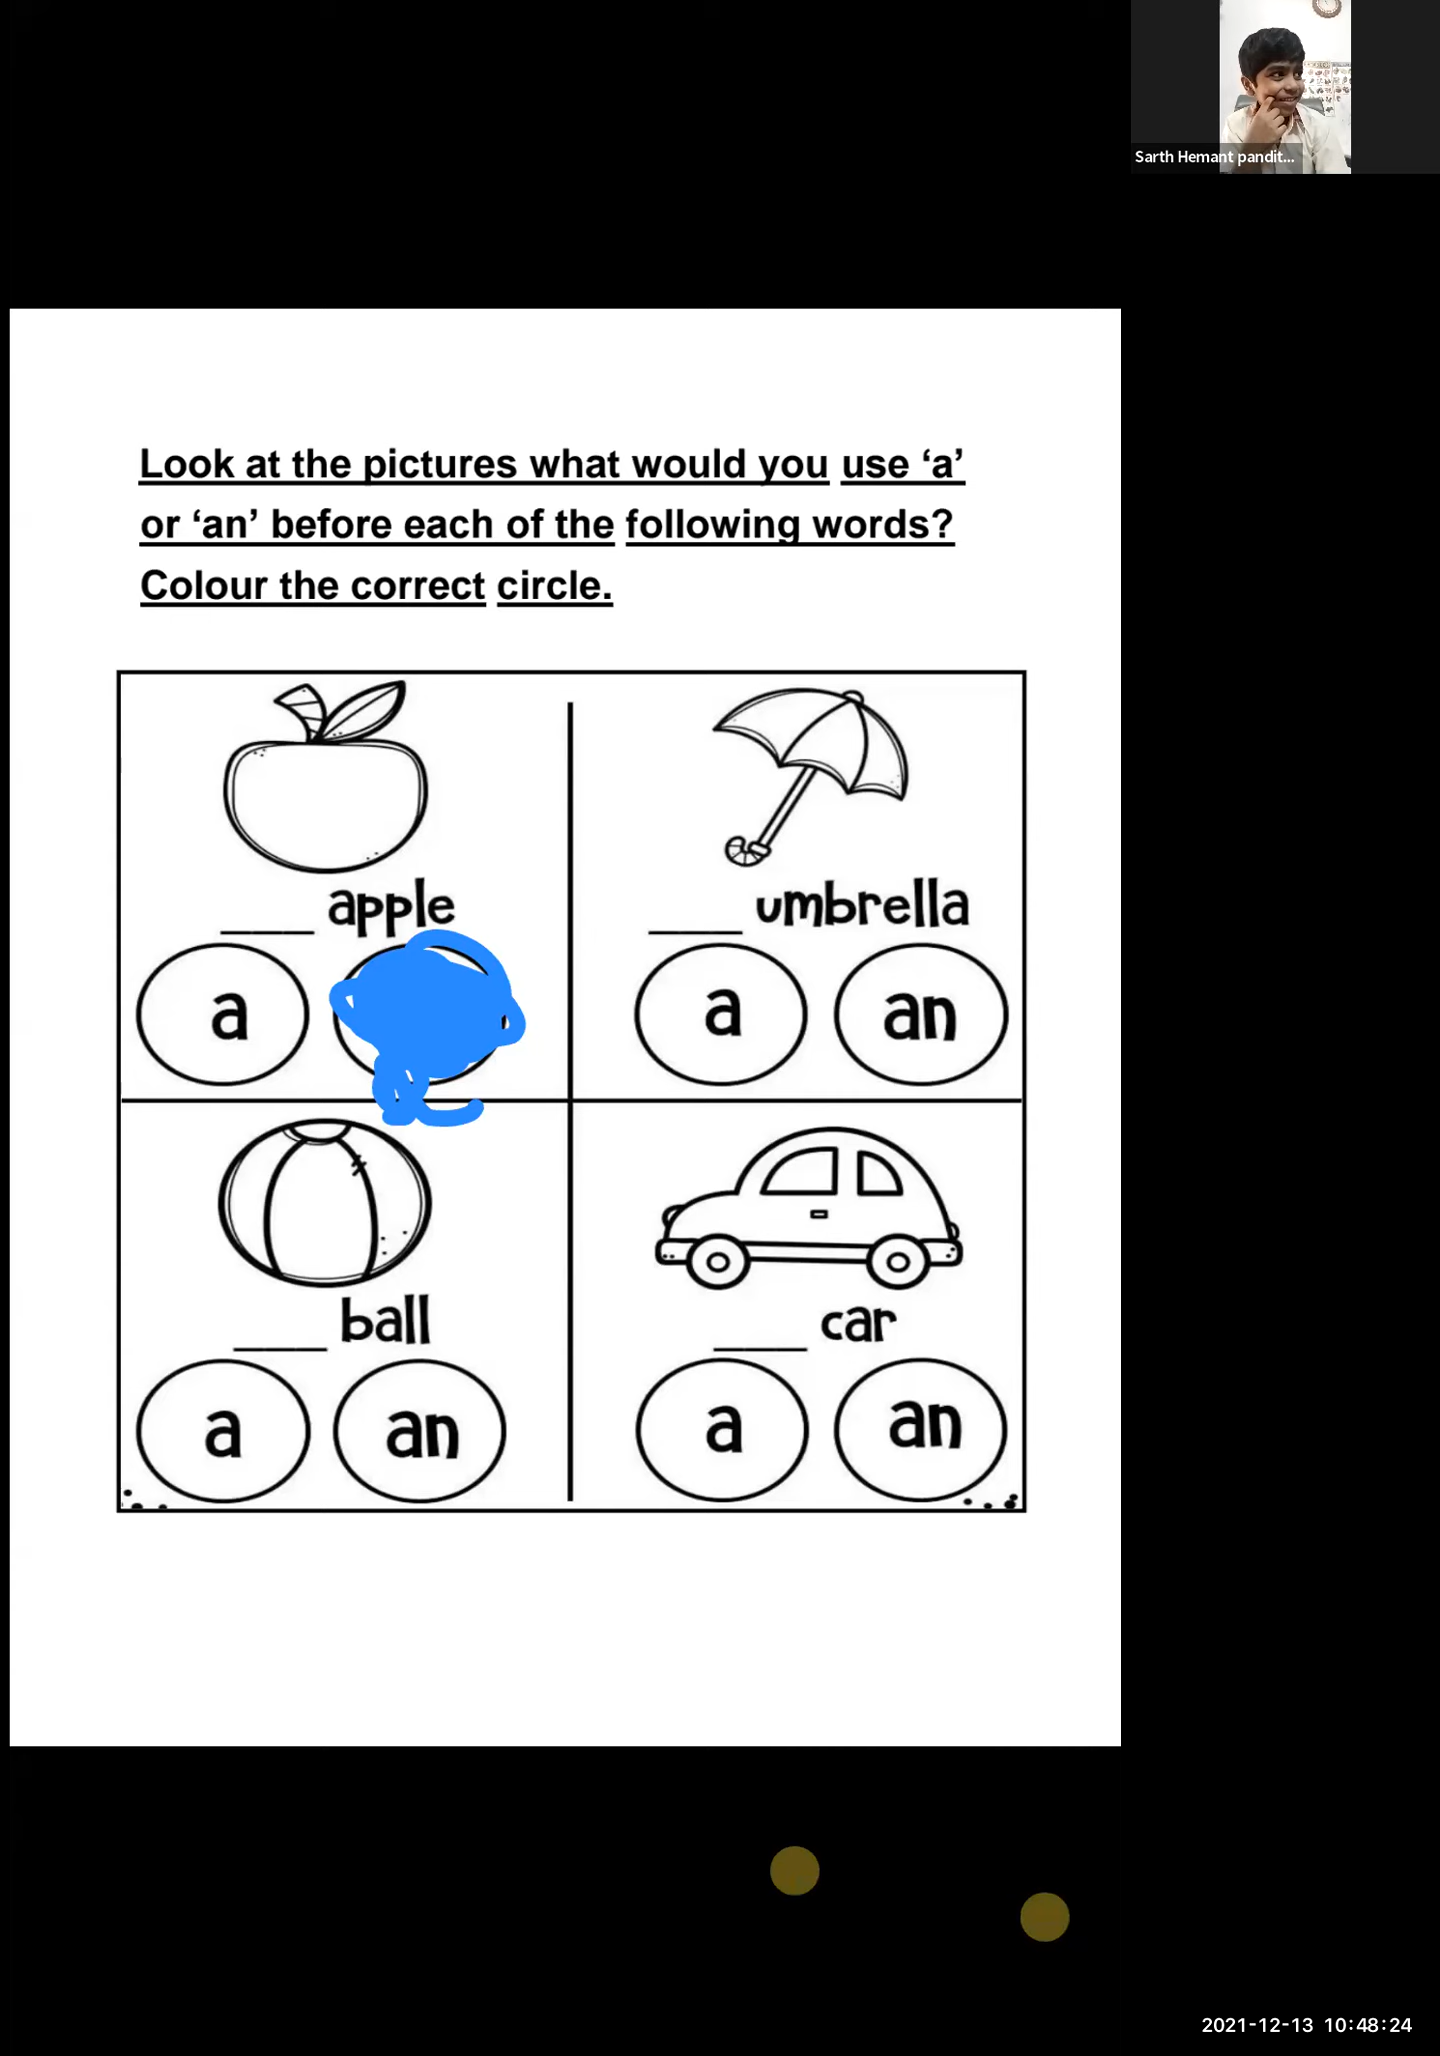 Sarth Hemant pandit...
Look at the pictures what would you use ‘a’
or ‘an’ before each of the following words?
Colour the correct circle.
____ apple
a
____ umbrella
a an
____ ball
a an
____ car
a an
2021-12-13 10:48:24